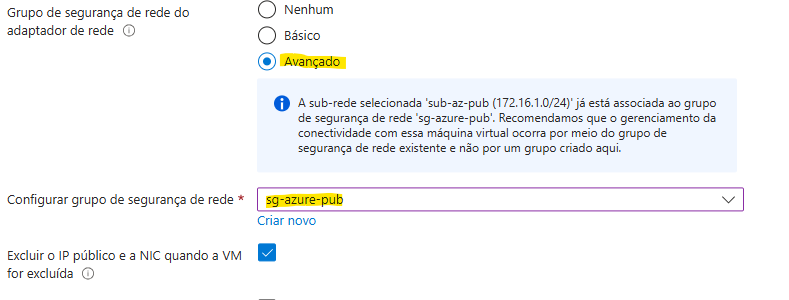 Grupo de segurança de rede do
adaptador de rede
Nenhum
Básico
Avançado
A sub-rede selecionada 'sub-az-pub (172.16.1.0/24)' já está associada ao grupo
de segurança de rede 'sg-azure-pub'. Recomendamos que o gerenciamento da
conectividade com essa máquina virtual ocorra por meio do grupo de
segurança de rede existente e não por um grupo criado aqui.
Configurar grupo de segurança de rede *
sg-azure-pub
Criar novo
Excluir o IP público e a NIC quando a VM
for excluída